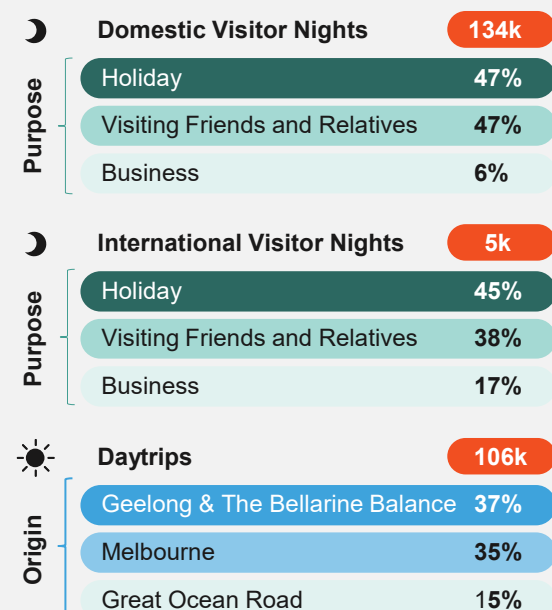 Domestic Visitor Nights 134k
Purpose
Holiday 47%
Visiting Friends and Relatives 47%
Business 6%
International Visitor Nights 5k
Purpose
Holiday 45%
Visiting Friends and Relatives 38%
Business 17%
Daytrips 106k
Origin
Geelong & The Bellarine Balance 37%
Melbourne 35%
Great Ocean Road 15%